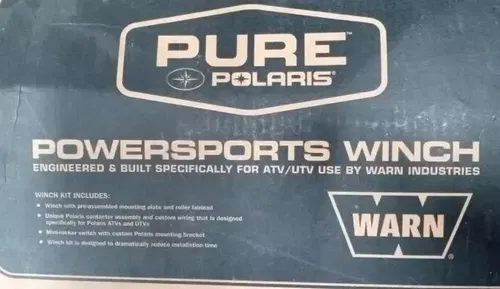 PURE™
POLARIS®
POWERSPORTS WINCH
ENGINEERED & BUILT SPECIFICALLY FOR ATV/UTV USE BY WARN INDUSTRIES
WINCH KIT INCLUDES:
• Winch with pre-assembled mounting plate and roller fairlead
• Unique Polaris contactor assembly and custom wiring that is designed
specifically for Polaris ATVs and UTVs
• Mini-rocker switch with custom Polaris mounting bracket
• Winch kit is designed to dramatically reduce installation time
WARN